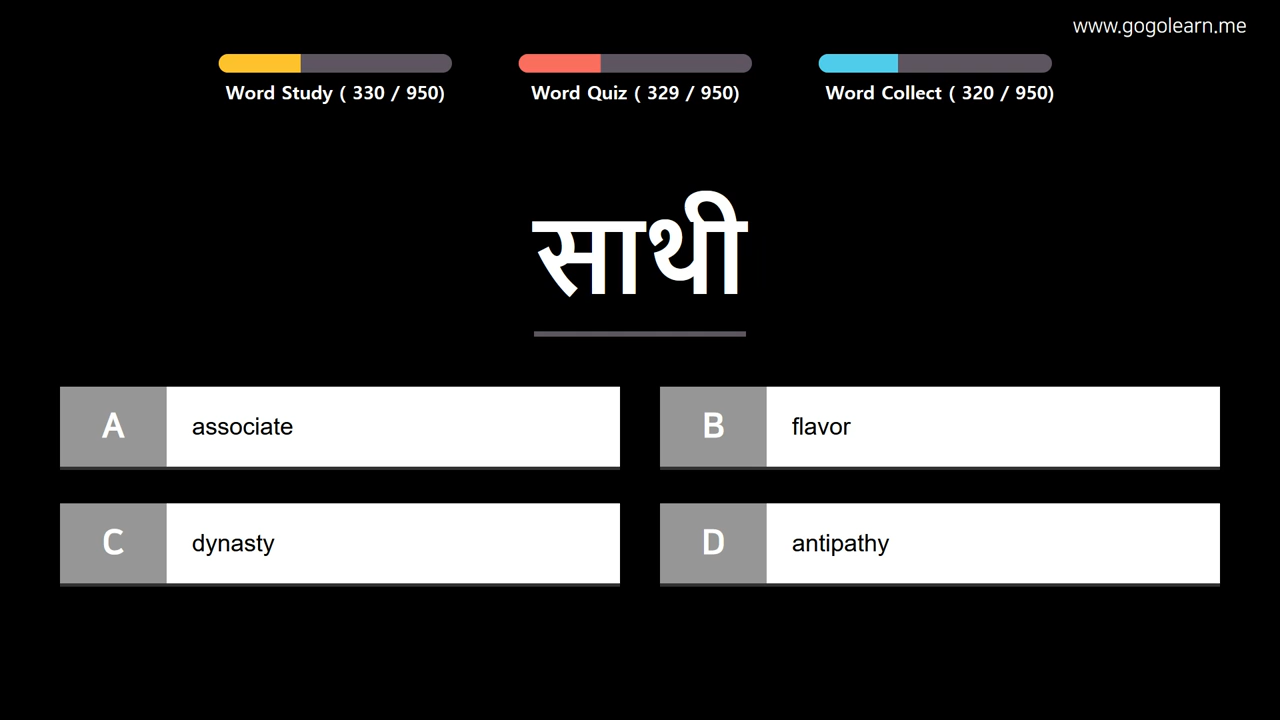 www.gogolearn.me
Word Study ( 330 / 950)
Word Quiz ( 329 / 950)
Word Collect ( 320 / 950)
साथी
A associate
B flavor
C dynasty
D antipathy